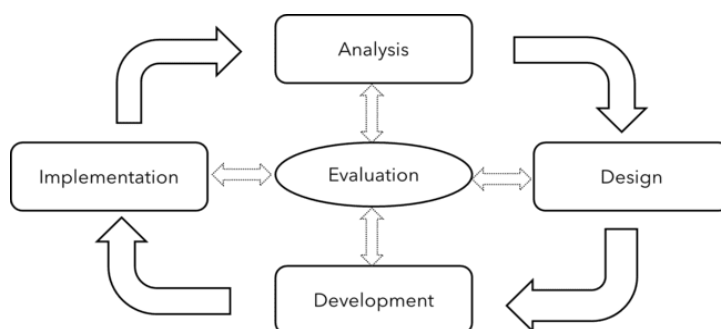 Analysis
Implementation
Evaluation
Design
Development